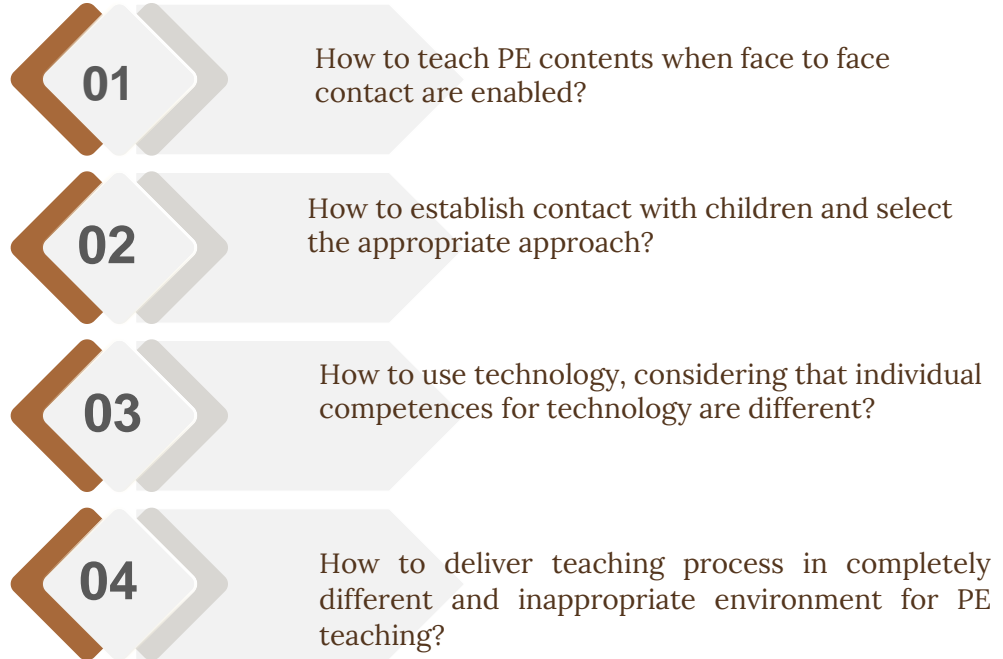 01
How to teach PE contents when face to face
contact are enabled?
02
How to establish contact with children and select
the appropriate approach?
03
How to use technology, considering that individual
competences for technology are different?
04
How to deliver teaching process in completely
different and inappropriate environment for PE
teaching?